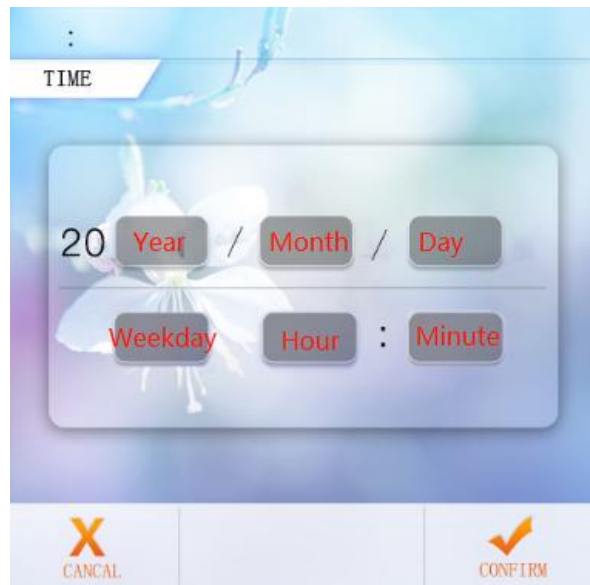 :
TIME
20 Year / Month / Day
Weekday Hour : Minute
CANCAL CONFIRM